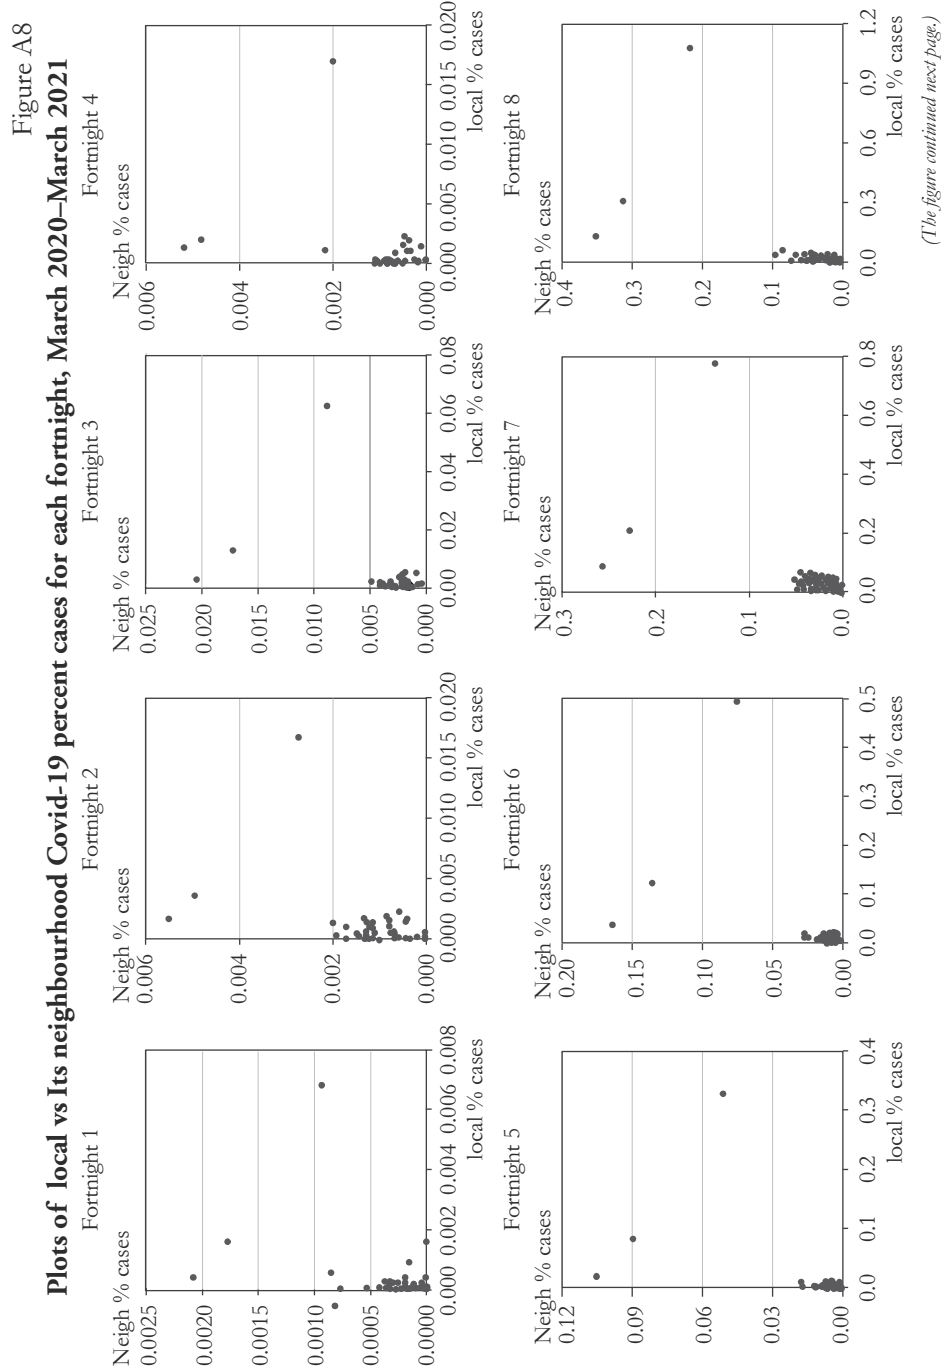 Figure A8
Plots of local vs Its neighbourhood Covid-19 percent cases for each fortnight, March 2020–March 2021
Fortnight 1
Neigh % cases
0.0025
0.0020
0.0015
0.0010
0.0005
0.0000
0.000 0.002 0.004 0.006 0.008
local % cases
Fortnight 2
Neigh % cases
0.006
0.004
0.002
0.000
0.000 0.005 0.010 0.015 0.020
local % cases
Fortnight 3
Neigh % cases
0.025
0.020
0.015
0.010
0.005
0.000
0.00 0.02 0.04 0.06 0.08
local % cases
Fortnight 4
Neigh % cases
0.006
0.004
0.002
0.000
0.000 0.005 0.010 0.015 0.020
local % cases
Fortnight 5
Neigh % cases
0.12
0.09
0.06
0.03
0.00
0.0 0.1 0.2 0.3 0.4
local % cases
Fortnight 6
Neigh % cases
0.20
0.15
0.10
0.05
0.00
0.0 0.1 0.2 0.3 0.4 0.5
local % cases
Fortnight 7
Neigh % cases
0.3
0.2
0.1
0.0
0.0 0.2 0.4 0.6 0.8
local % cases
Fortnight 8
Neigh % cases
0.4
0.3
0.2
0.1
0.0
0.0 0.3 0.6 0.9 1.2
local % cases
(The figure continued next page.)